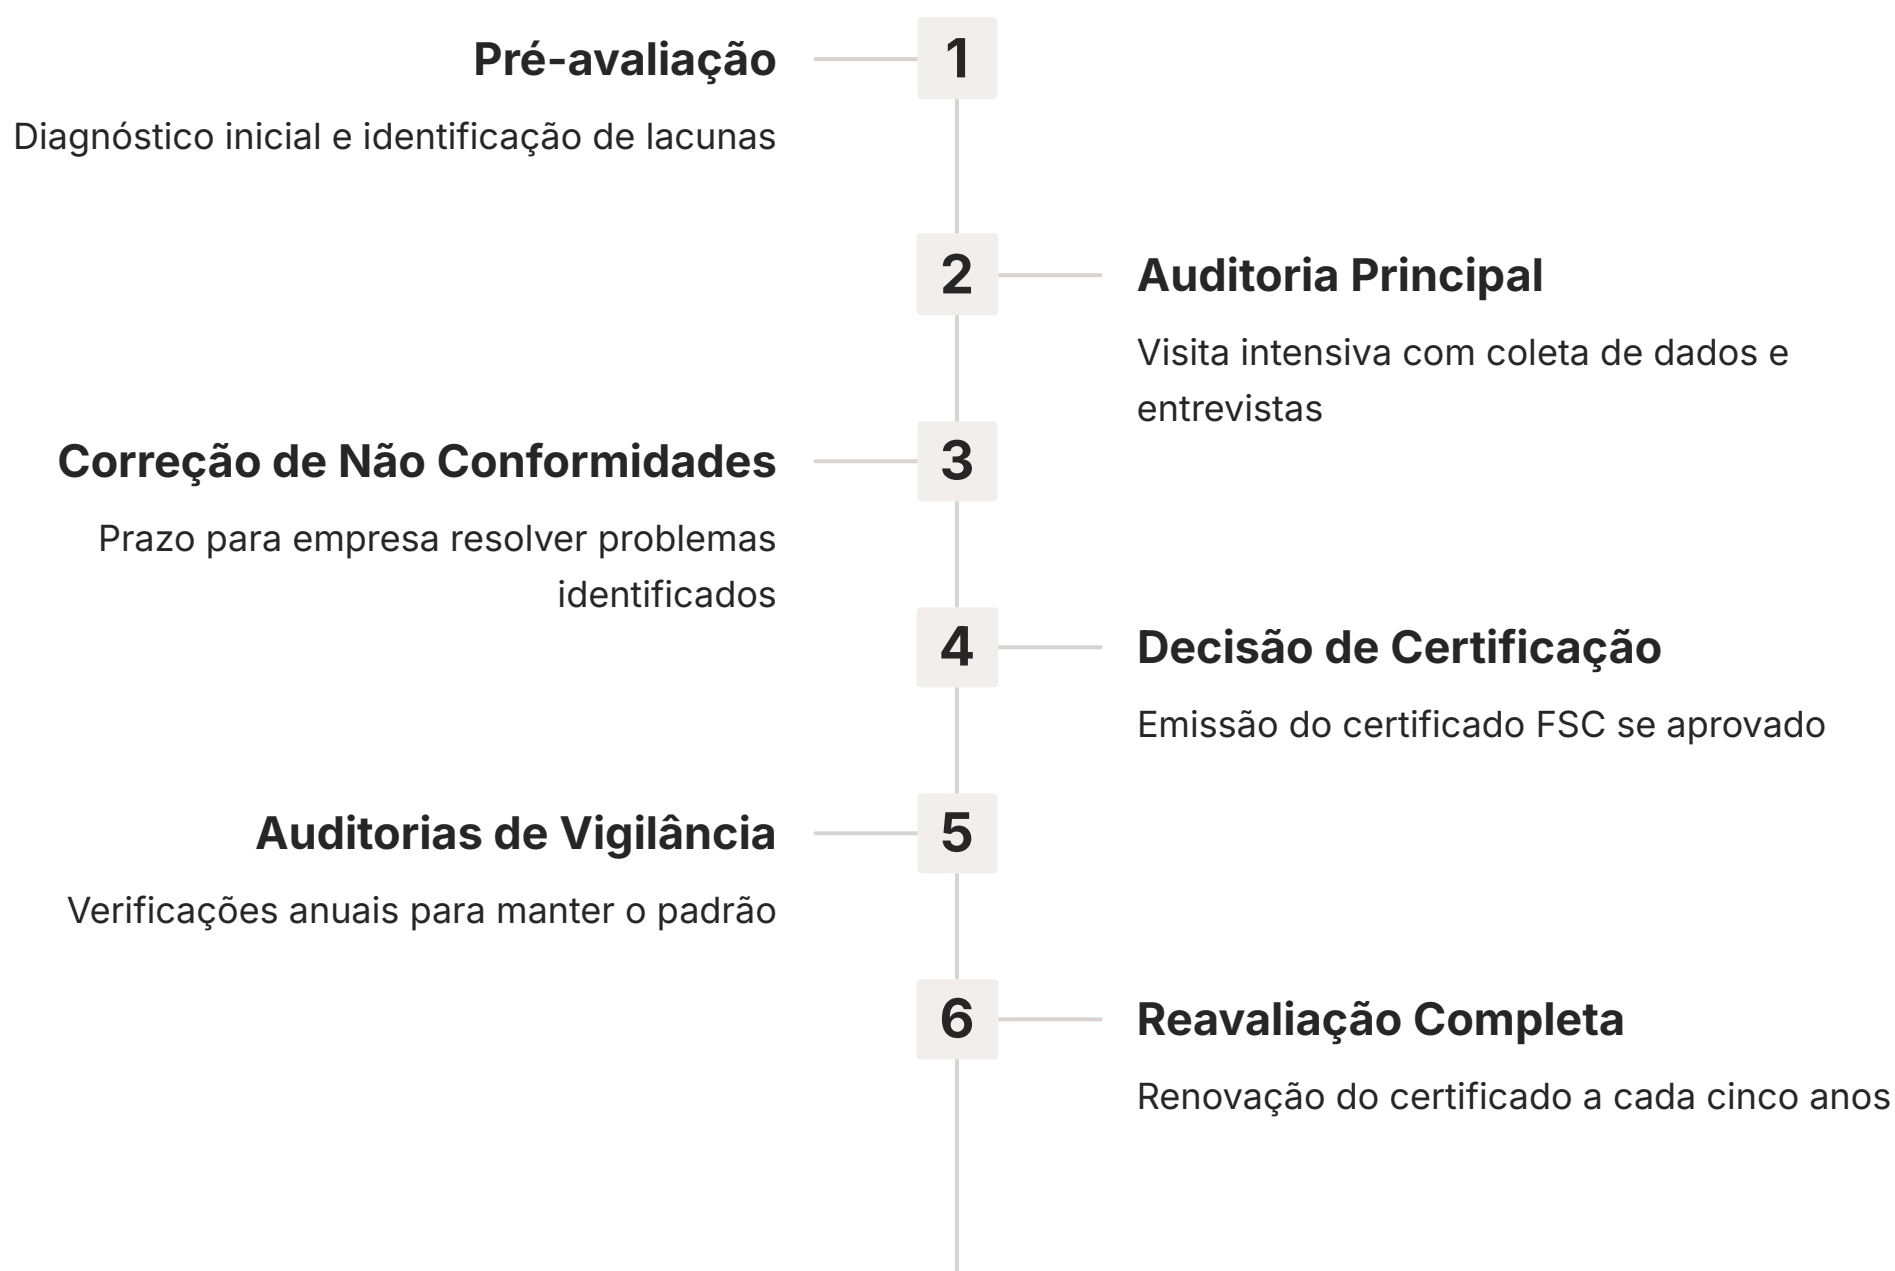 Pré-avaliação
1
Diagnóstico inicial e identificação de lacunas
2
Auditoria Principal
Visita intensiva com coleta de dados e
entrevistas
Correção de Não Conformidades
3
Prazo para empresa resolver problemas
identificados
4
Decisão de Certificação
Emissão do certificado FSC se aprovado
Auditorias de Vigilância
5
Verificações anuais para manter o padrão
6
Reavaliação Completa
Renovação do certificado a cada cinco anos